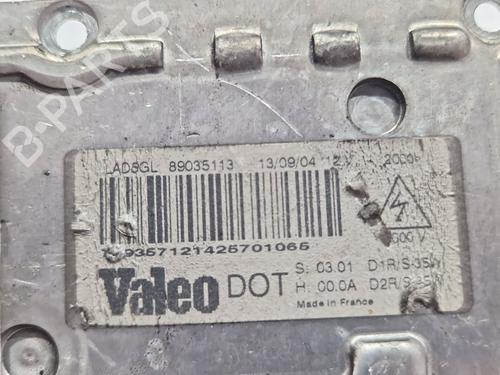 B-PARTS
LAD5GL 89035113 13/09/04 12V
9357121425701065
Valeo DOT
S: 03.01 D1R/S-35W
H: 00.0A D2R/S-35W
Made in France